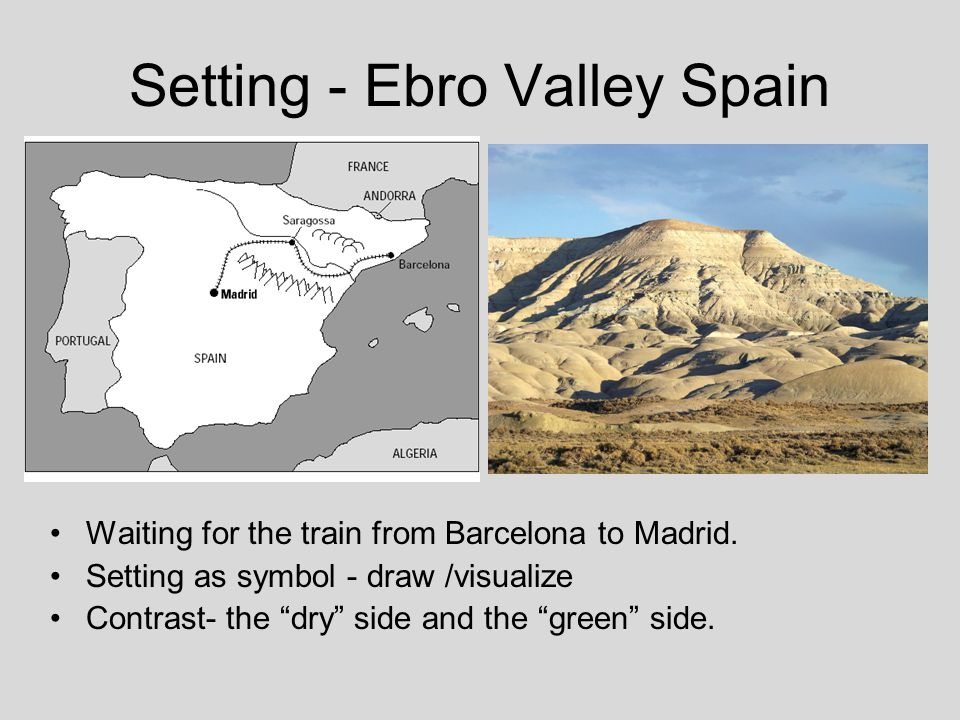 Setting - Ebro Valley Spain
FRANCE
ANDORRA
Saragossa
Barcelona
Madrid
PORTUGAL
SPAIN
ALGERIA
• Waiting for the train from Barcelona to Madrid.
• Setting as symbol - draw /visualize
• Contrast- the “dry” side and the “green” side.